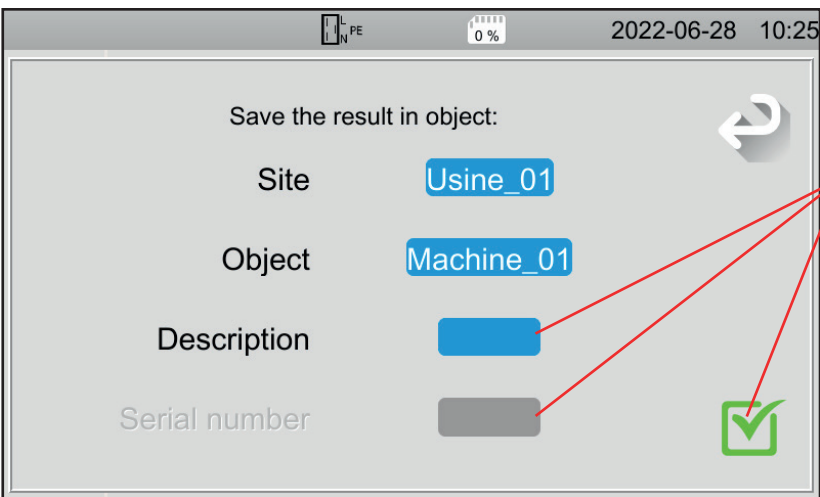 L
N PE
0 %
2022-06-28 10:25
Save the result in object:
Site Usine_01
Object Machine_01
Description
Serial number